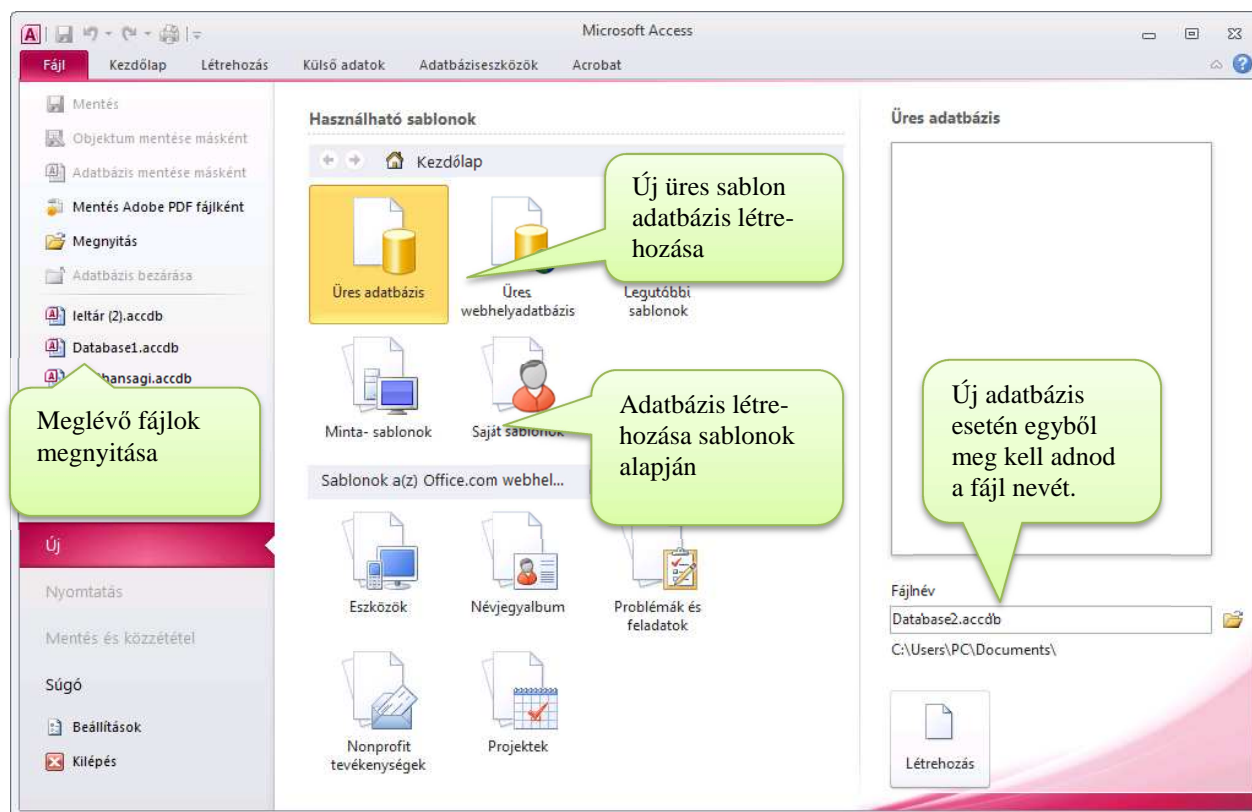 Microsoft Access
Fájl Kezdőlap Létrehozás Külső adatok Adatbáziseszközök Acrobat
Mentés
Objektum mentése másként
Adatbázis mentése másként
Mentés Adobe PDF fájlként
Megnyitás
Adatbázis bezárása
leltár (2).accdb
Database1.accdb
hansagi.accdb
Meglévő fájlok
megnyitása
Új
Nyomtatás
Mentés és közzététel
Súgó
Beállítások
Kilépés
Használható sablonok
Kezdőlap
Új üres sablon
adatbázis létre-
hozása
Üres adatbázis
Üres
webhelyadatbázis
Legutóbbi
sablonok
Minta- sablonok
Saját sablonok
Adatbázis létre-
hozása sablonok
alapján
Sablonok a(z) Office.com webhel...
Eszközök
Névjegyalbum
Problémák és
feladatok
Nonprofit
tevékenységek
Projektek
Üres adatbázis
Új adatbázis
esetén egyből
meg kell adnod
a fájl nevét.
Fájlnév
Database2.accdb
C:\Users\PC\Documents\
Létrehozás